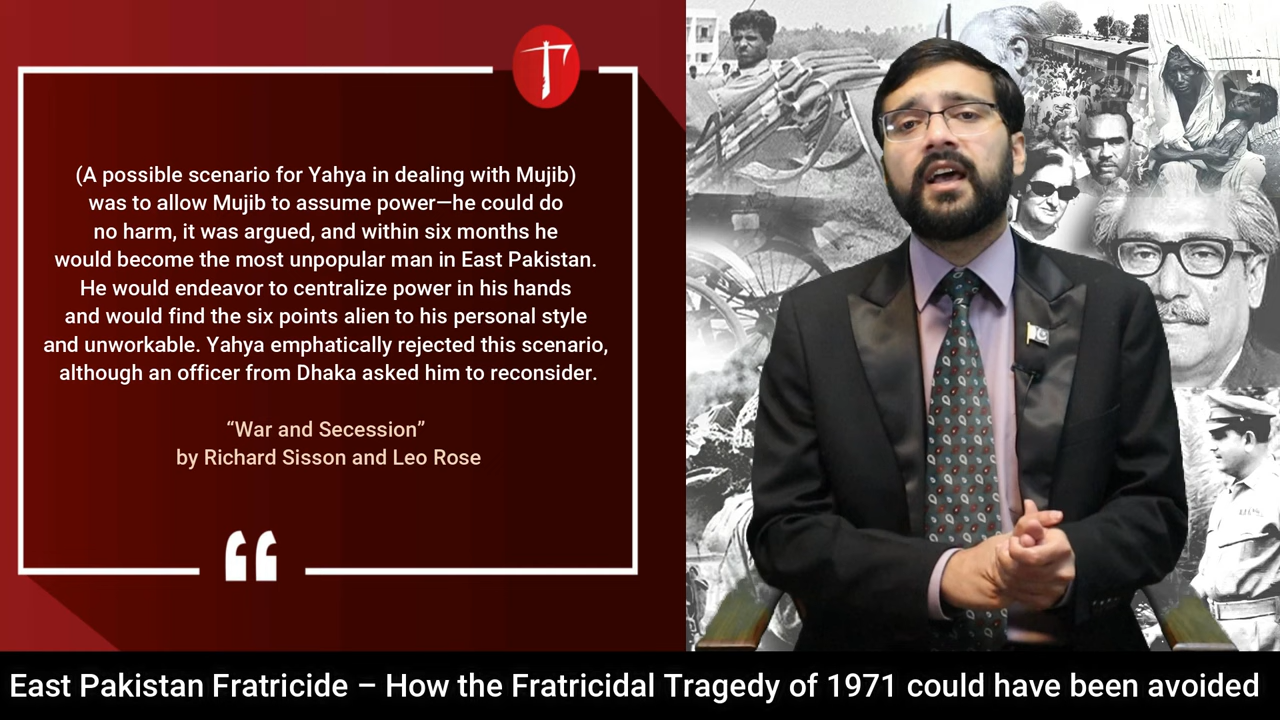 (A possible scenario for Yahya in dealing with Mujib)
was to allow Mujib to assume power—he could do
no harm, it was argued, and within six months he
would become the most unpopular man in East Pakistan.
He would endeavor to centralize power in his hands
and would find the six points alien to his personal style
and unworkable. Yahya emphatically rejected this scenario,
although an officer from Dhaka asked him to reconsider.
“War and Secession”
by Richard Sisson and Leo Rose
East Pakistan Fratricide – How the Fratricidal Tragedy of 1971 could have been avoided